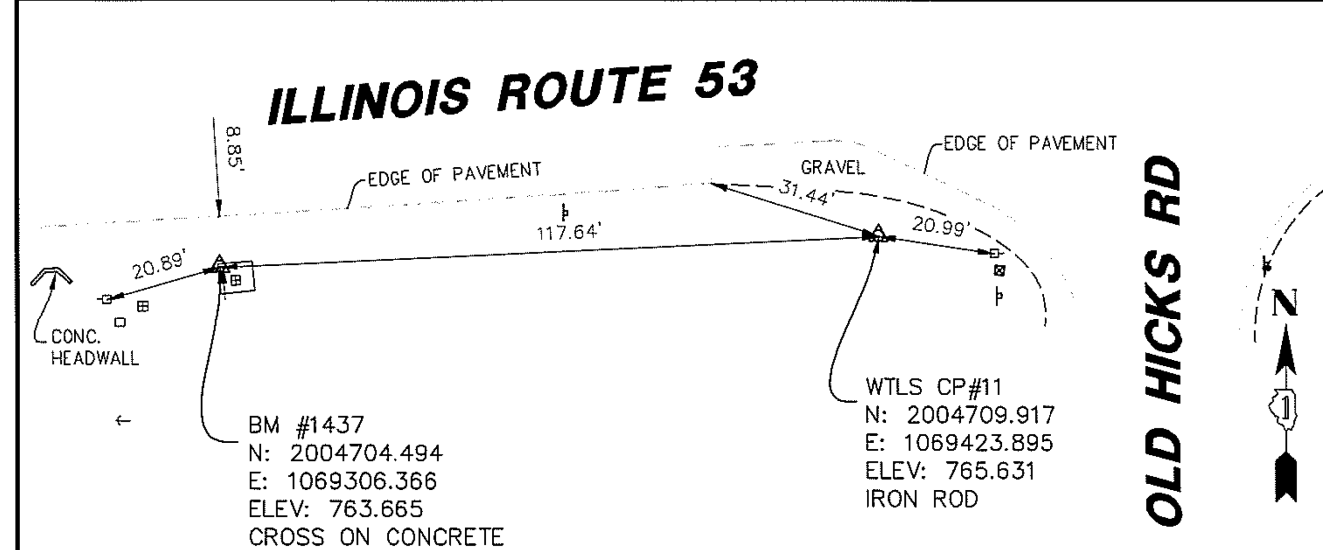 ILLINOIS ROUTE 53
8.85'
EDGE OF PAVEMENT
EDGE OF PAVEMENT
GRAVEL
31.44'
20.99'
117.64'
20.89'
CONC.
HEADWALL
BM #1437
N: 2004704.494
E: 1069306.366
ELEV: 763.665
CROSS ON CONCRETE
WTLS CP#11
N: 2004709.917
E: 1069423.895
ELEV: 765.631
IRON ROD
OLD HICKS RD
N
1